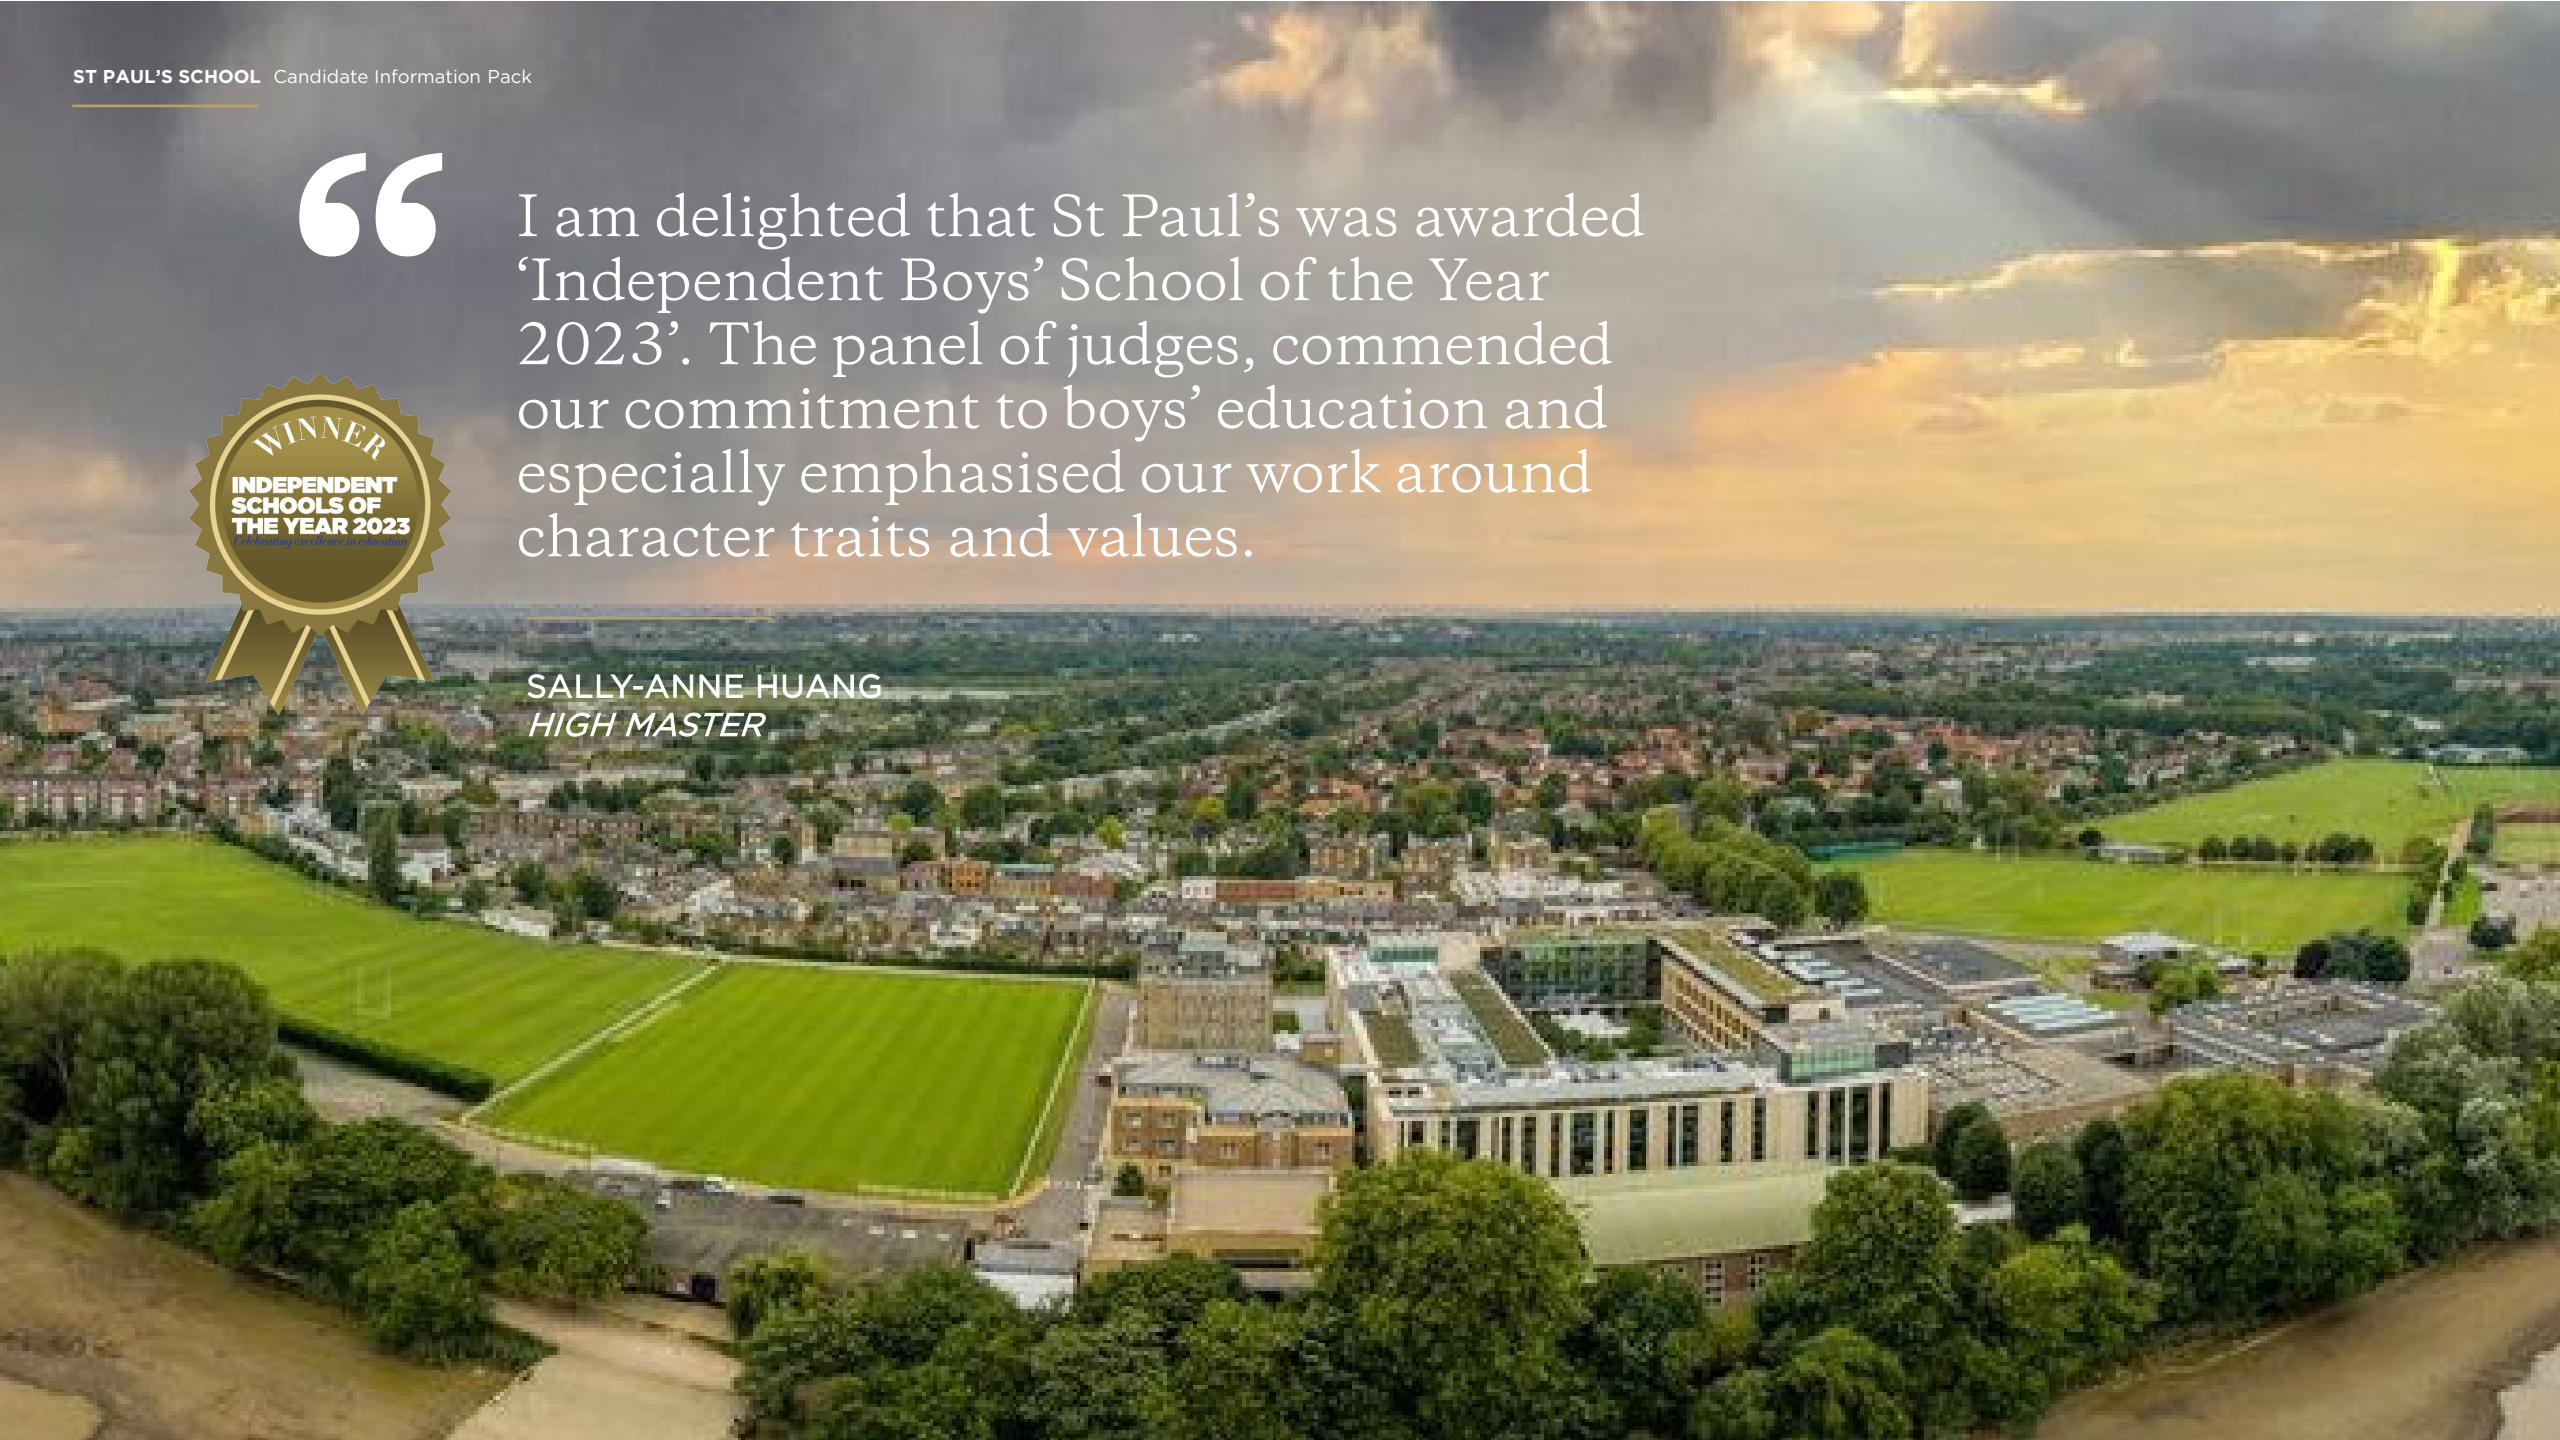 ST PAUL’S SCHOOL Candidate Information Pack
“
I am delighted that St Paul’s was awarded
‘Independent Boys’ School of the Year
2023’. The panel of judges, commended
our commitment to boys’ education and
especially emphasised our work around
character traits and values.
WINNER
INDEPENDENT
SCHOOLS OF
THE YEAR 2023
Celebrating excellence in education
SALLY-ANNE HUANG
HIGH MASTER